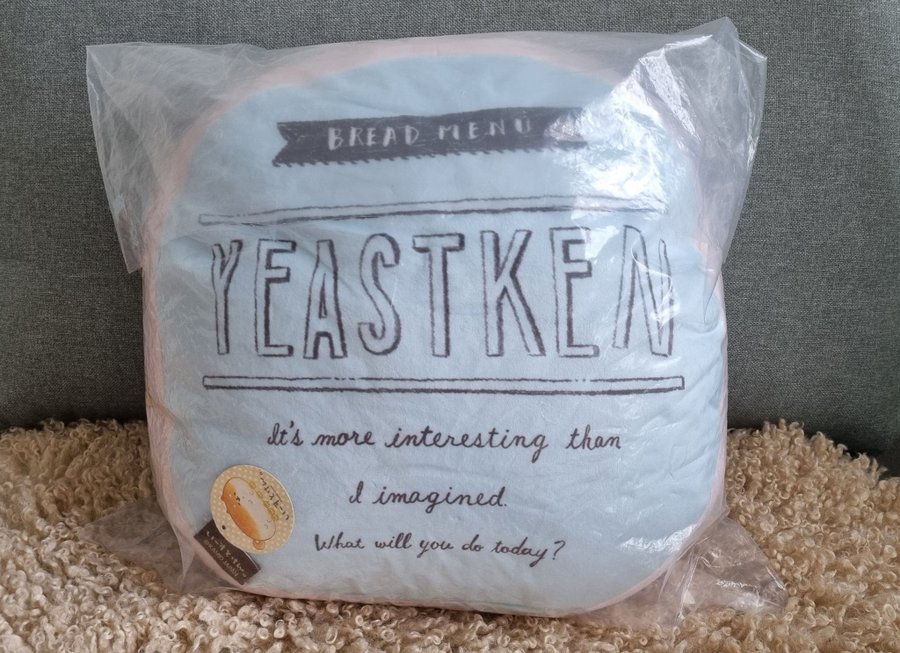 BREAD MENU
YEASTKEN
It's more interesting than
I imagined.
What will you do today?